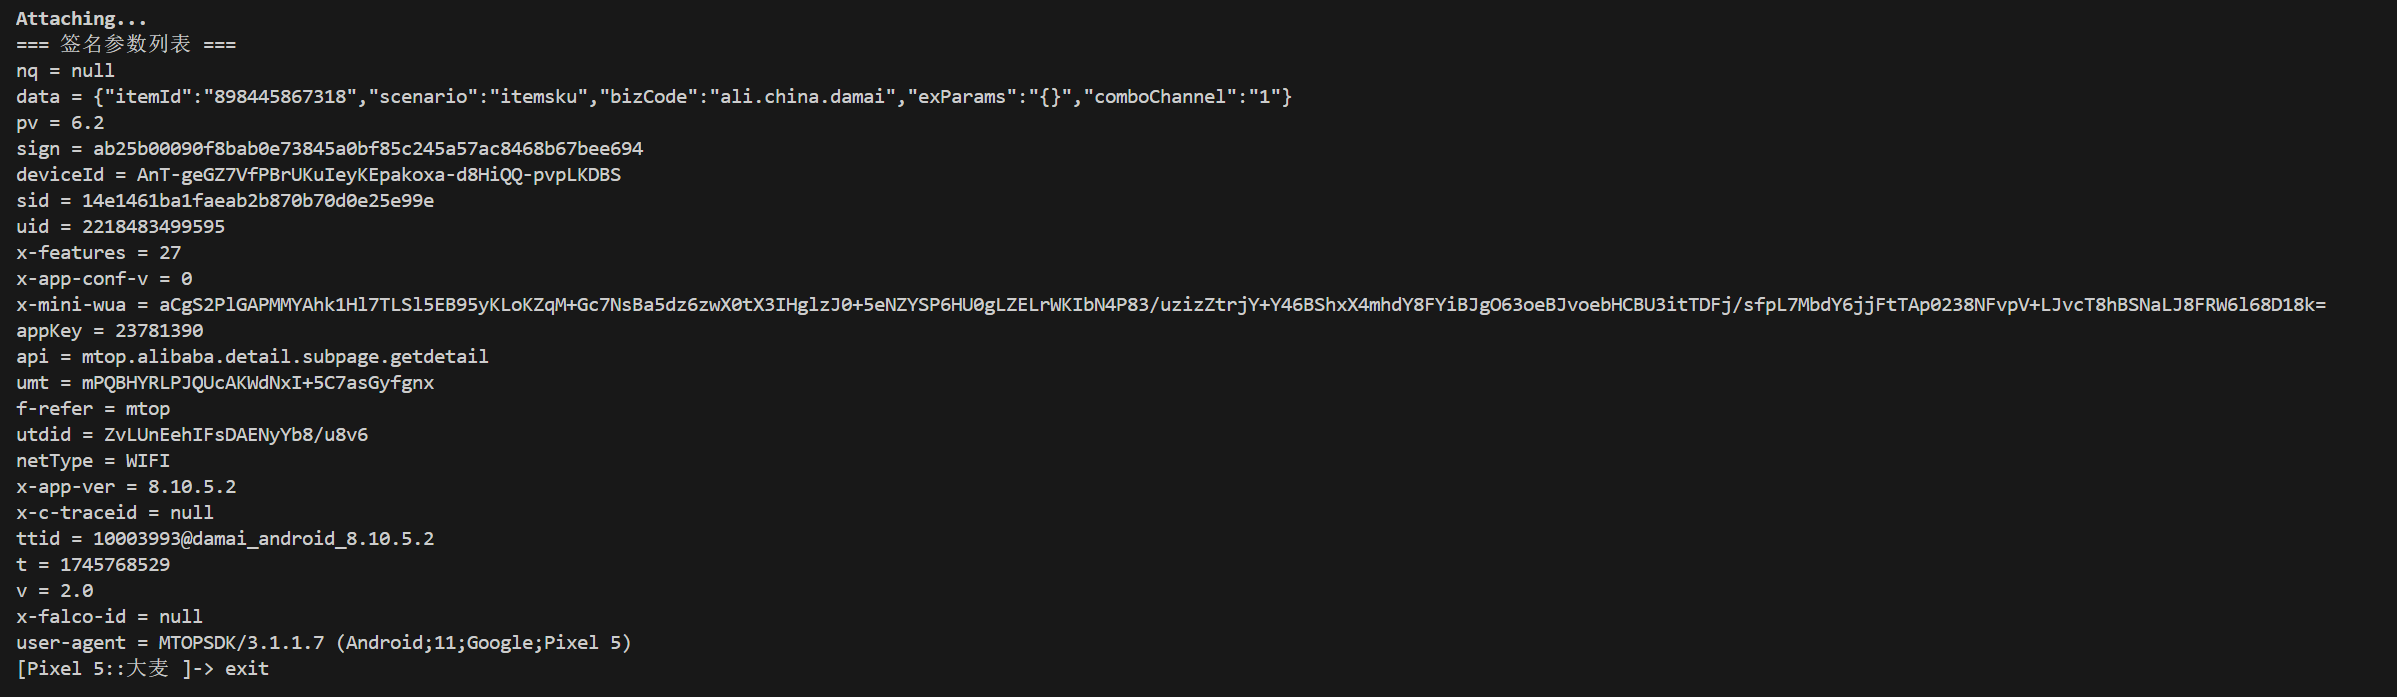 Attaching...
=== 签名参数列表 ===
nq = null
data = {"itemId":"898445867318","scenario":"itemsku","bizCode":"ali.china.damai","exParams":"{}","comboChannel":"1"}
pv = 6.2
sign = ab25b00090f8bab0e73845a0bf85c245a57ac8468b67bee694
deviceId = AnT-geGZ7VfPBrUKuIeyKEpakoxa-d8HiQQ-pvpLKDBS
sid = 14e1461ba1faeab2b870b70d0e25e99e
uid = 2218483499595
x-features = 27
x-app-conf-v = 0
x-mini-wua = aCgS2PlGAPMMYAhk1Hl7TLSl5EB95yKLoKZqM+Gc7NsBa5dz6zwX0tX3IHglzJ0+5eNZYSP6HU0gLZELrWKIbN4P83/uzizZtrjY+Y46BShxX4mhdY8FYiBJgO63oeBJvoebHCBU3itTDFj/sfpL7MbdY6jjFtTAp0238NFvpV+LJvcT8hBSNaLJ8FRW6l68D18k=
appKey = 23781390
api = mtop.alibaba.detail.subpage.getdetail
umt = mPQBHYRLPJQUcAKWdNxI+5C7asGyfgnx
f-refer = mtop
utdid = ZvLUnEehIFsDAENyYb8/u8v6
netType = WIFI
x-app-ver = 8.10.5.2
x-c-traceid = null
ttid = 10003993@damai_android_8.10.5.2
t = 1745768529
v = 2.0
x-falco-id = null
user-agent = MTOPSDK/3.1.1.7 (Android;11;Google;Pixel 5)
[Pixel 5::大麦 ]-> exit